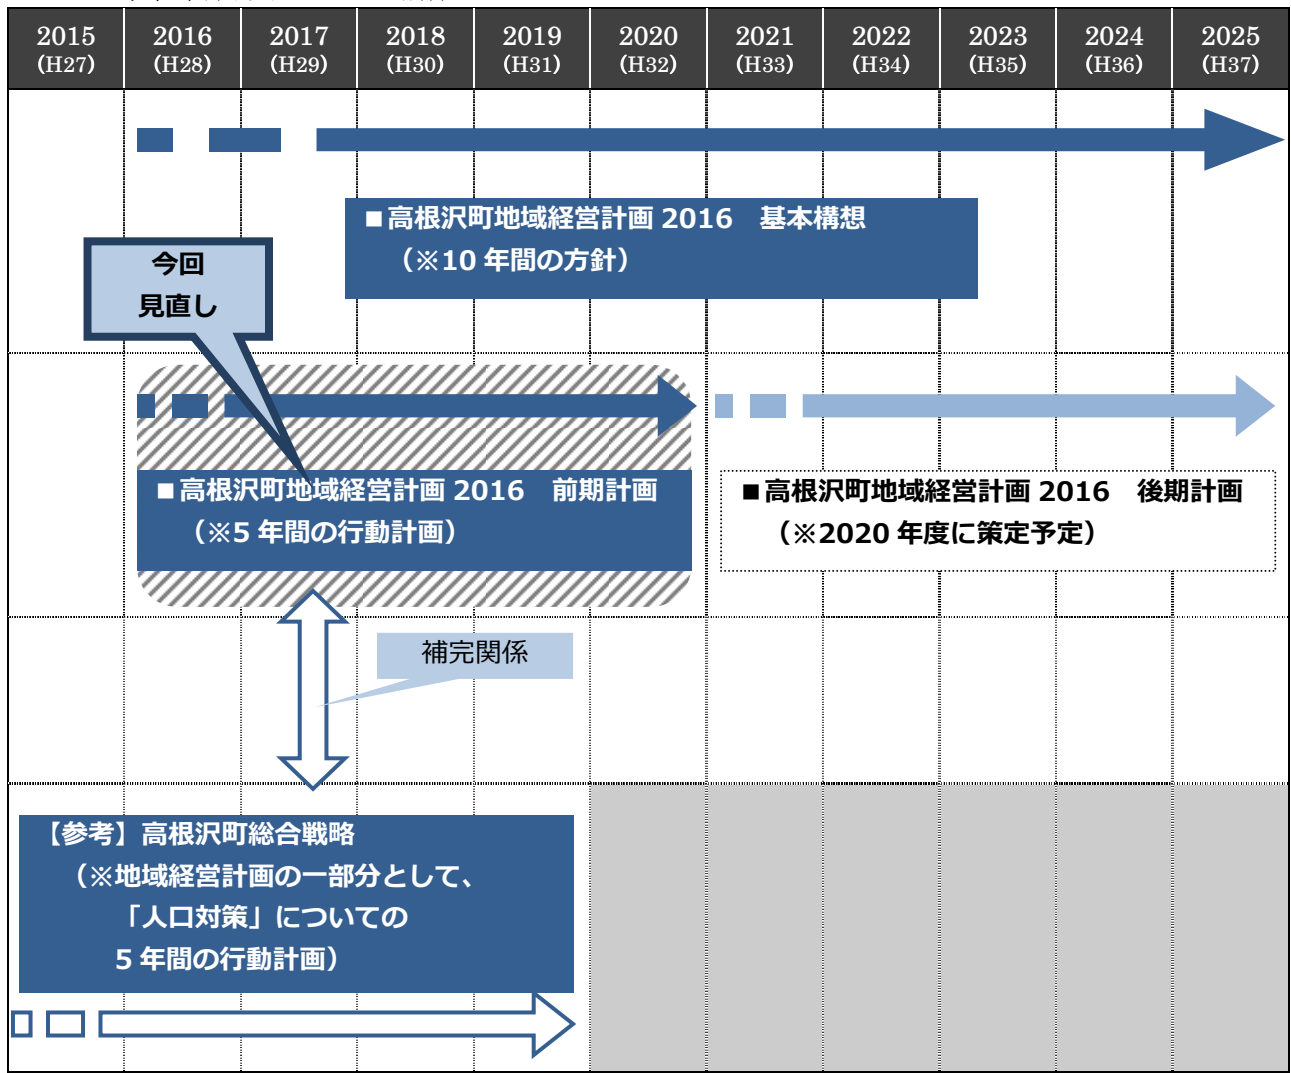 2015 2016 2017 2018 2019 2020 2021 2022 2023 2024 2025
(H27) (H28) (H29) (H30) (H31) (H32) (H33) (H34) (H35) (H36) (H37)
■高根沢町地域経営計画 2016　基本構想
（※10 年間の方針）
今回
見直し
■高根沢町地域経営計画 2016　前期計画
（※5 年間の行動計画）
■高根沢町地域経営計画 2016　後期計画
（※2020 年度に策定予定）
補完関係
【参考】高根沢町総合戦略
（※地域経営計画の一部分として、
「人口対策」についての
5 年間の行動計画）